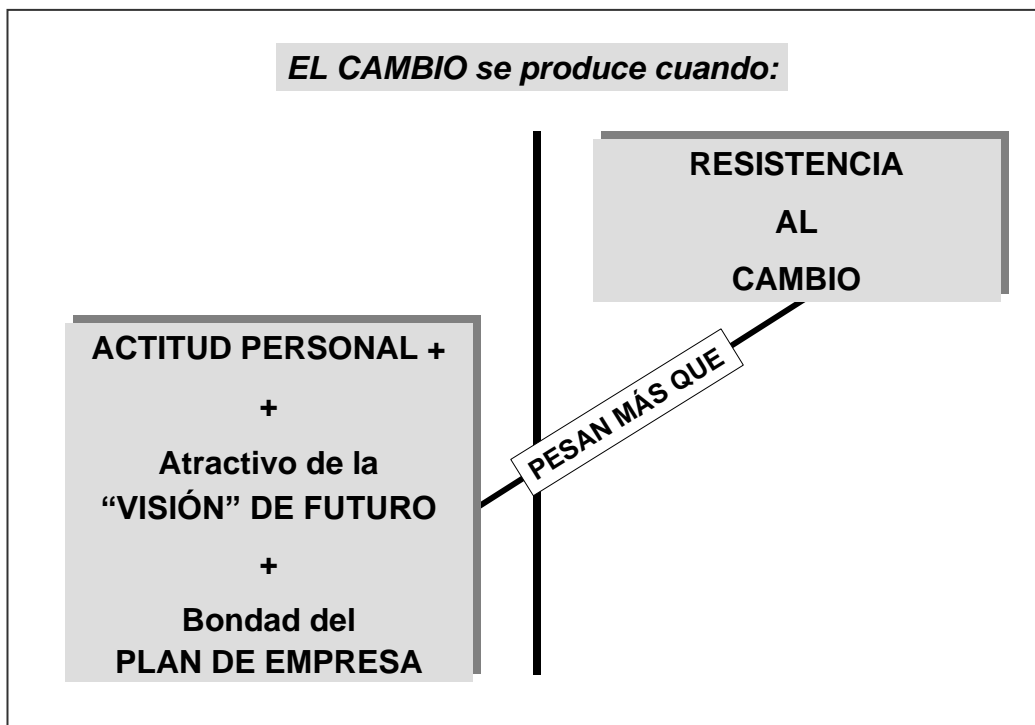 EL CAMBIO se produce cuando:
RESISTENCIA
AL
CAMBIO
ACTITUD PERSONAL +
+
Atractivo de la
“VISIÓN” DE FUTURO
+
Bondad del
PLAN DE EMPRESA
PESAN MÁS QUE